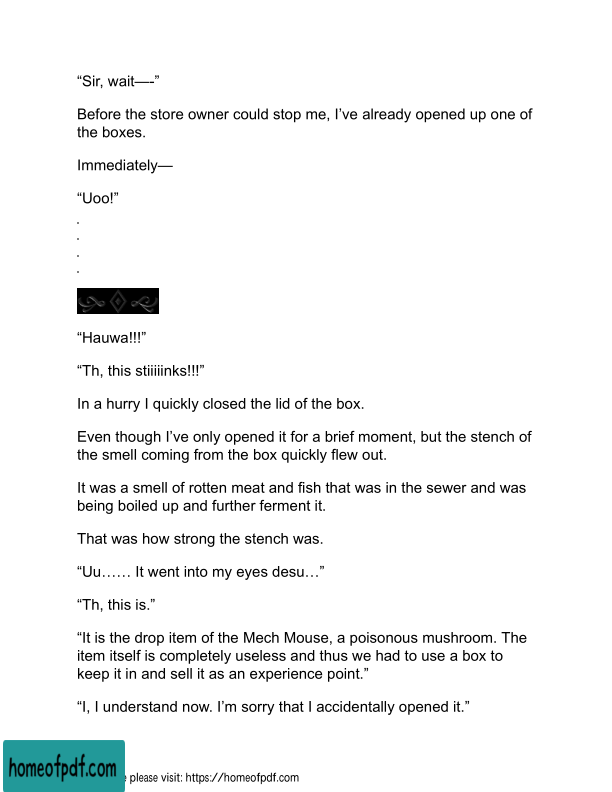 “Sir, wait—-”
Before the store owner could stop me, I’ve already opened up one of
the boxes.
Immediately—
“Uoo!”
.
.
.
.
“Hauwa!!!”
“Th, this stiiiiinks!!!”
In a hurry I quickly closed the lid of the box.
Even though I’ve only opened it for a brief moment, but the stench of
the smell coming from the box quickly flew out.
It was a smell of rotten meat and fish that was in the sewer and was
being boiled up and further ferment it.
That was how strong the stench was.
“Uu…… It went into my eyes desu…”
“Th, this is.”
“It is the drop item of the Mech Mouse, a poisonous mushroom. The
item itself is completely useless and thus we had to use a box to
keep it in and sell it as an experience point.”
“I, I understand now. I’m sorry that I accidentally opened it.”
homeofpdf.com
please visit: https://homeofpdf.com